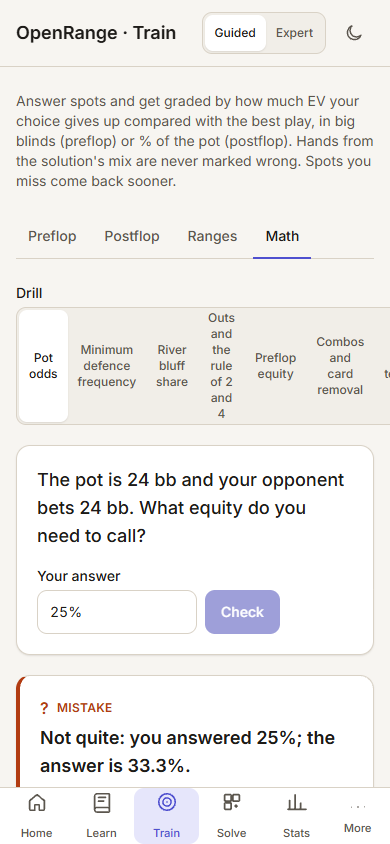 OpenRange · Train
Guided
Expert
Answer spots and get graded by how much EV your
choice gives up compared with the best play, in big
blinds (preflop) or % of the pot (postflop). Hands from
the solution's mix are never marked wrong. Spots you
miss come back sooner.
Preflop
Postflop
Ranges
Math
Drill
Pot
odds
Minimum
defence
frequency
River
bluff
share
Outs
and
the
rule
of 2
and
4
Preflop
equity
Combos
and
card
removal
The pot is 24 bb and your opponent
bets 24 bb. What equity do you
need to call?
Your answer
25%
Check
? MISTAKE
Not quite: you answered 25%; the
answer is 33.3%.
Home
Learn
Train
Solve
Stats
More